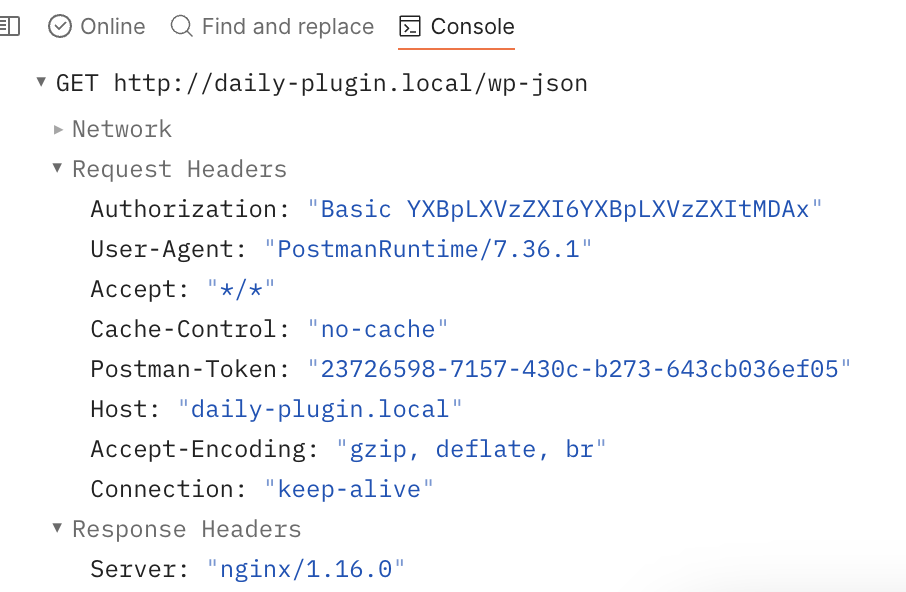 Online Find and replace Console
GET http://daily-plugin.local/wp-json
Network
Request Headers
Authorization: "Basic YXBpLXVzZXI6YXBpLXVzZXItMDAx"
User-Agent: "PostmanRuntime/7.36.1"
Accept: "*/*"
Cache-Control: "no-cache"
Postman-Token: "23726598-7157-430c-b273-643cb036ef05"
Host: "daily-plugin.local"
Accept-Encoding: "gzip, deflate, br"
Connection: "keep-alive"
Response Headers
Server: "nginx/1.16.0"